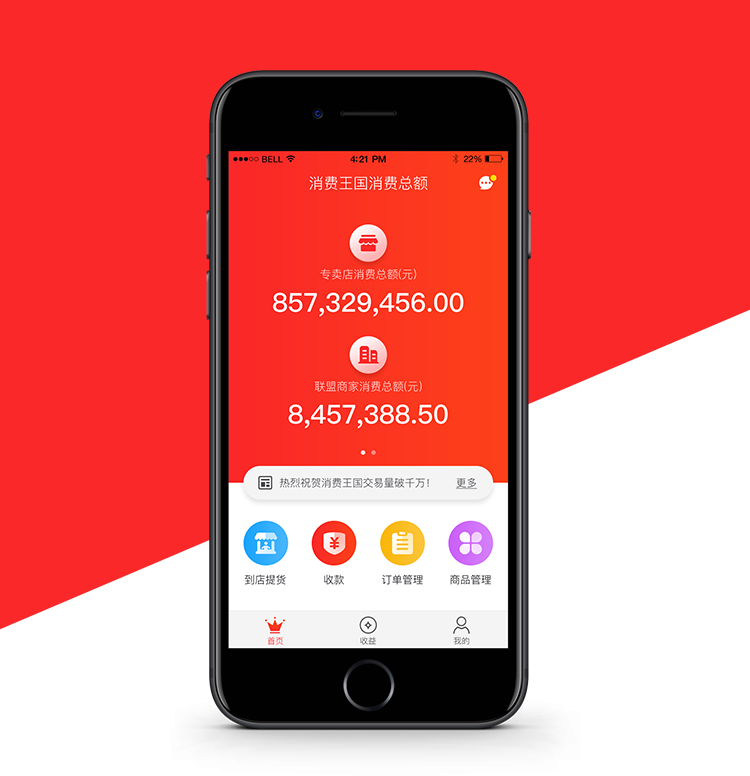 BELL 4:21 PM 22%
消费王国消费总额
专卖店消费总额(元)
857,329,456.00
联盟商家消费总额(元)
8,457,388.50
热烈祝贺消费王国交易量破千万! 更多
到店提货 收款 订单管理 商品管理
首页 收益 我的